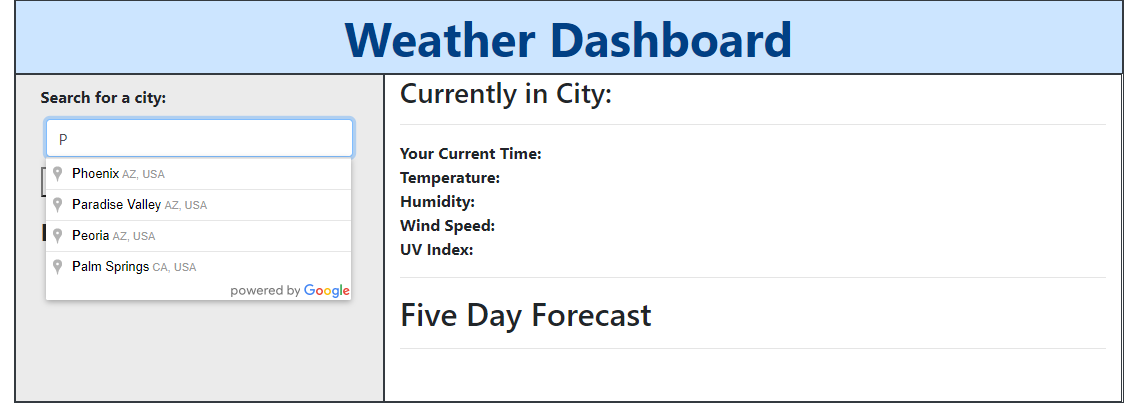 Weather Dashboard
Search for a city:
P
Phoenix AZ, USA
Paradise Valley AZ, USA
Peoria AZ, USA
Palm Springs CA, USA
powered by Google
Currently in City:
Your Current Time:
Temperature:
Humidity:
Wind Speed:
UV Index:
Five Day Forecast